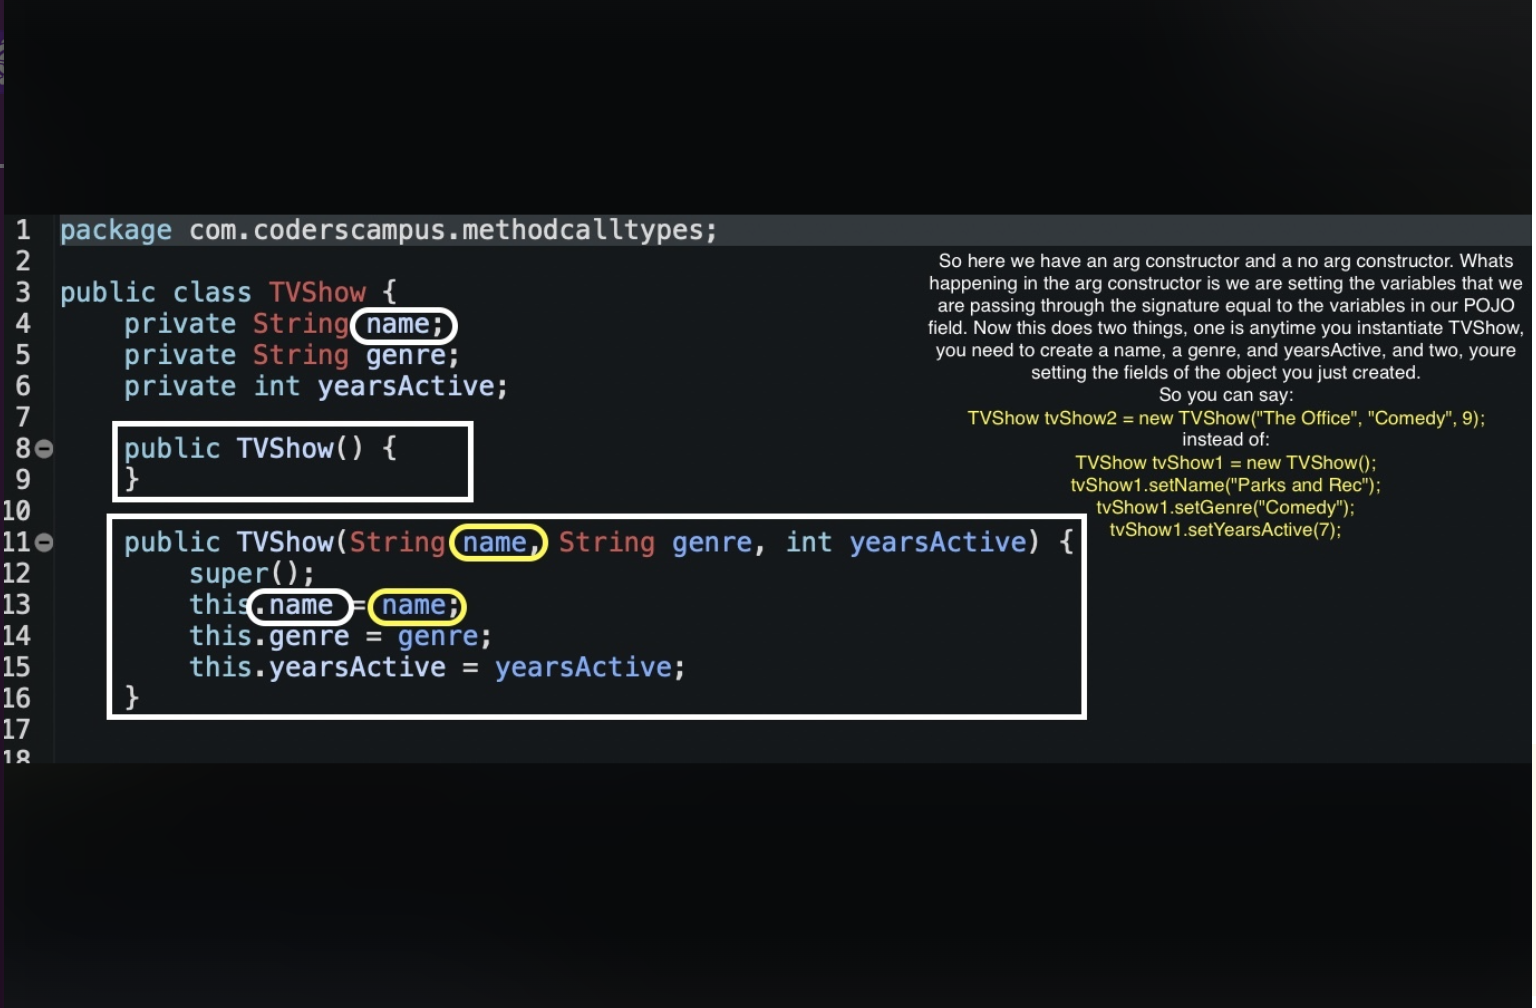 1 package com.coderscampus.methodcalltypes;
2
3 public class TVShow {
4 private String name;
5 private String genre;
6 private int yearsActive;
7
8 public TVShow() {
9 }
10
11 public TVShow(String name, String genre, int yearsActive) {
12 super();
13 this.name = name;
14 this.genre = genre;
15 this.yearsActive = yearsActive;
16 }
17
18
So here we have an arg constructor and a no arg constructor. Whats
happening in the arg constructor is we are setting the variables that we
are passing through the signature equal to the variables in our POJO
field. Now this does two things, one is anytime you instantiate TVShow,
you need to create a name, a genre, and yearsActive, and two, youre
setting the fields of the object you just created.
So you can say:
TVShow tvShow2 = new TVShow("The Office", "Comedy", 9);
instead of:
TVShow tvShow1 = new TVShow();
tvShow1.setName("Parks and Rec");
tvShow1.setGenre("Comedy");
tvShow1.setYearsActive(7);